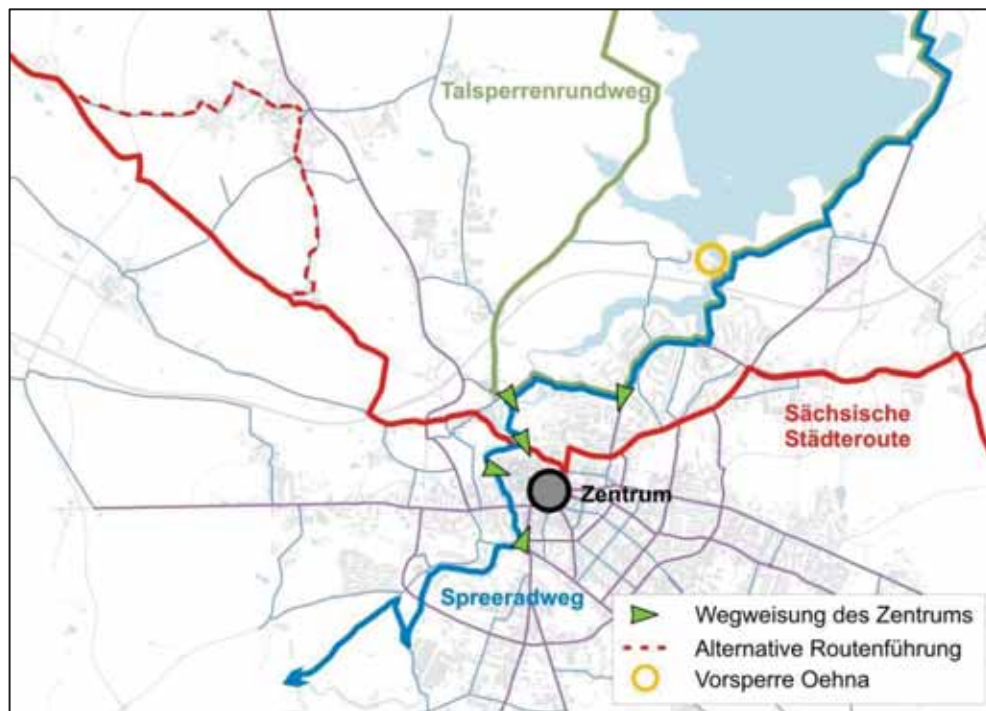 Talsperrenrundweg
Sächsische
Städteroute
Zentrum
Spreeradweg
Wegweisung des Zentrums
Alternative Routenführung
Vorsperre Oehna